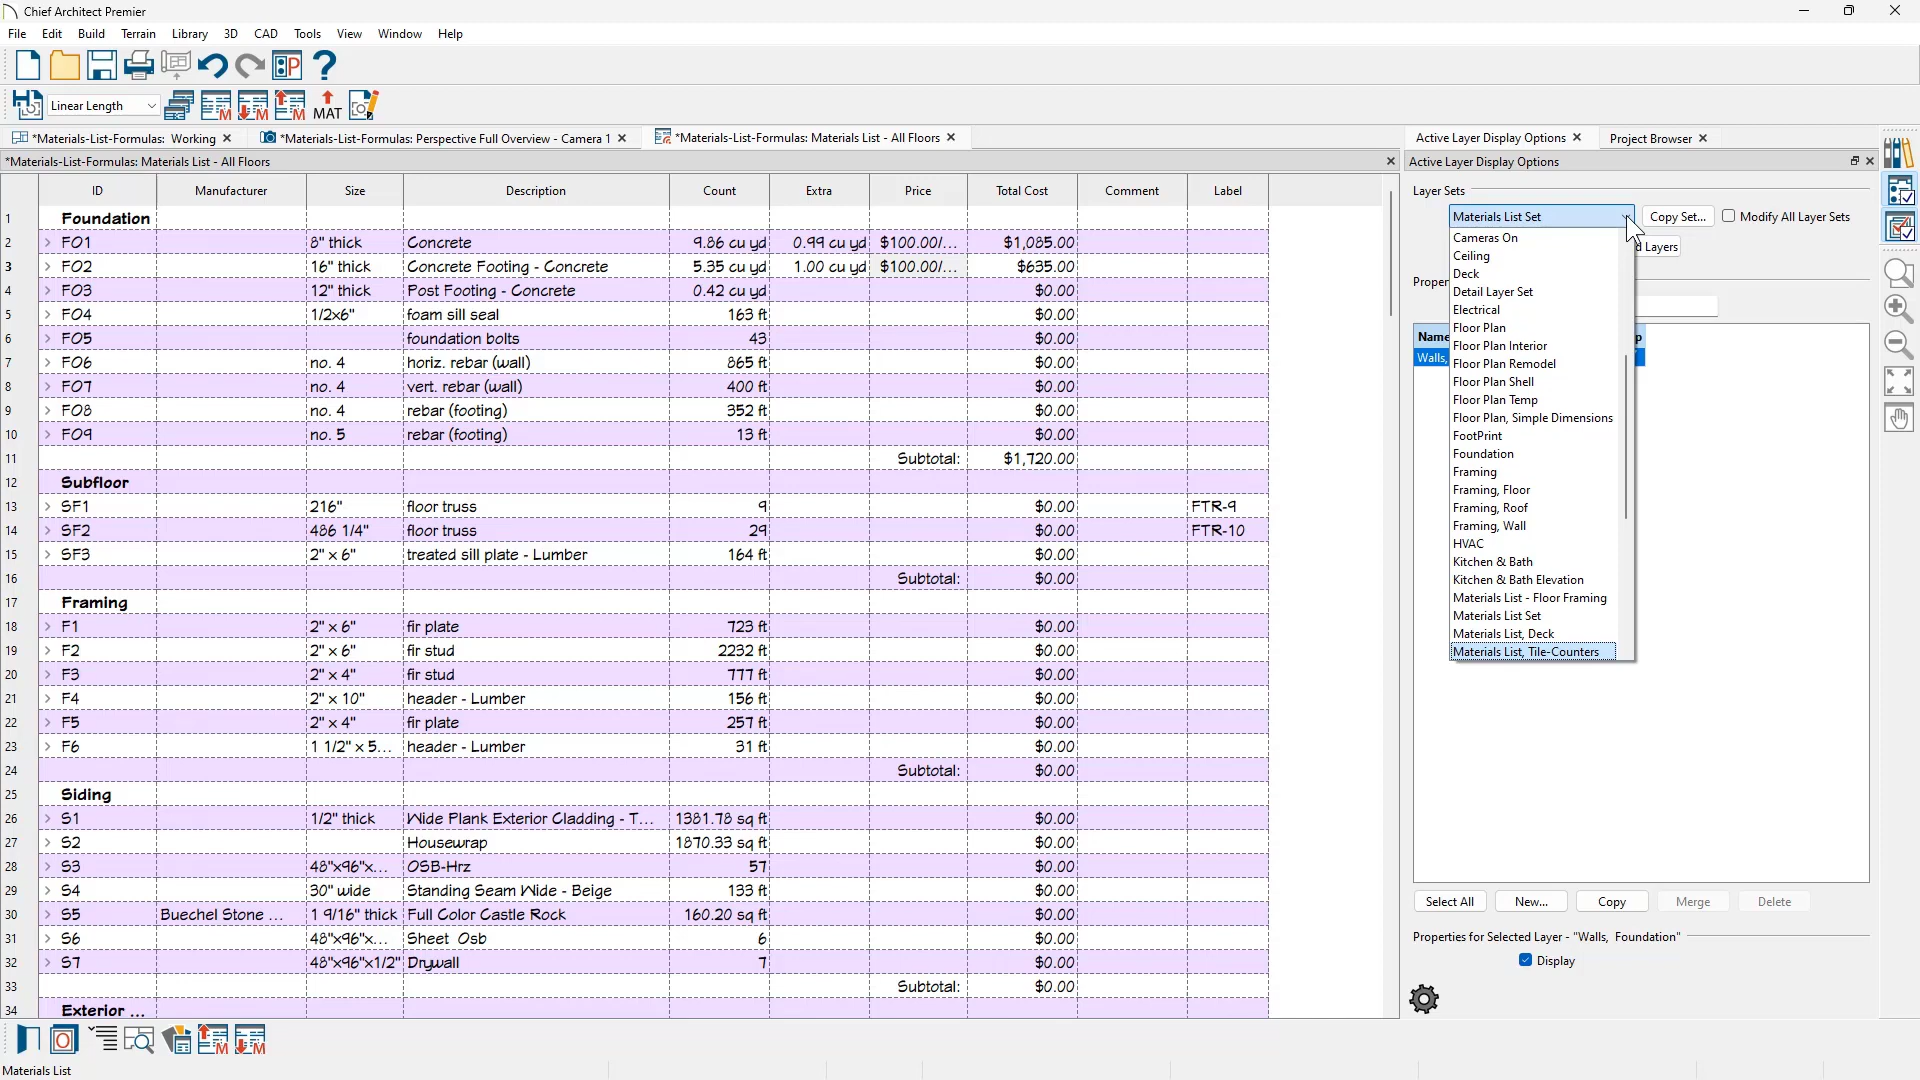 Chief Architect Premier
File Edit Build Terrain Library 3D CAD Tools View Window Help
Linear Length MAT
*Materials-List-Formulas: Working *Materials-List-Formulas: Perspective Full Overview - Camera 1 *Materials-List-Formulas: Materials List - All Floors
*Materials-List-Formulas: Materials List - All Floors
ID Manufacturer Size Description Count Extra Price Total Cost Comment Label
1 Foundation
2 FO1 8" thick Concrete 9.86 cu yd 0.99 cu yd $100.00/... $1,085.00
3 FO2 16" thick Concrete Footing - Concrete 5.35 cu yd 1.00 cu yd $100.00/... $635.00
4 FO3 12" thick Post Footing - Concrete 0.42 cu yd $0.00
5 FO4 1/2x6" foam sill seal 163 ft $0.00
6 FO5 foundation bolts 43 $0.00
7 FO6 no. 4 horiz. rebar (wall) 865 ft $0.00
8 FO7 no. 4 vert. rebar (wall) 400 ft $0.00
9 FO8 no. 4 rebar (footing) 352 ft $0.00
10 FO9 no. 5 rebar (footing) 13 ft $0.00
11 Subtotal: $1,720.00
12 Subfloor
13 SF1 216" floor truss 9 $0.00 FTR-9
14 SF2 486 1/4" floor truss 29 $0.00 FTR-10
15 SF3 2" x 6" treated sill plate - Lumber 164 ft $0.00
16 Subtotal: $0.00
17 Framing
18 F1 2" x 6" fir plate 723 ft $0.00
19 F2 2" x 6" fir stud 2232 ft $0.00
20 F3 2" x 4" fir stud 777 ft $0.00
21 F4 2" x 10" header - Lumber 156 ft $0.00
22 F5 2" x 4" fir plate 257 ft $0.00
23 F6 1 1/2" x 5... header - Lumber 31 ft $0.00
24 Subtotal: $0.00
25 Siding
26 S1 1/2" thick Wide Plank Exterior Cladding - T... 1381.78 sq ft $0.00
27 S2 Housewrap 1870.33 sq ft $0.00
28 S3 48"x96"x... OSB-Hrz 57 $0.00
29 S4 30" wide Standing Seam Wide - Beige 133 ft $0.00
30 S5 Buechel Stone ... 1 9/16" thick Full Color Castle Rock 160.20 sq ft $0.00
31 S6 48"x96"x... Sheet Osb 6 $0.00
32 S7 48"x96"x1/2" Drywall 7 $0.00
33 Subtotal: $0.00
34 Exterior ...
Active Layer Display Options Project Browser
Active Layer Display Options
Layer Sets
Materials List Set Copy Set... Modify All Layer Sets
Cameras On
Layers
Ceiling
Deck
Proper
Detail Layer Set
Electrical
Floor Plan
Name
Floor Plan Interior
Walls,
Floor Plan Remodel
Floor Plan Shell
Floor Plan Temp
Floor Plan, Simple Dimensions
FootPrint
Foundation
Framing
Framing, Floor
Framing, Roof
Framing, Wall
HVAC
Kitchen & Bath
Kitchen & Bath Elevation
Materials List - Floor Framing
Materials List Set
Materials List, Deck
Materials List, Tile-Counters
Select All New... Copy Merge Delete
Properties for Selected Layer - "Walls, Foundation"
Display
Materials List